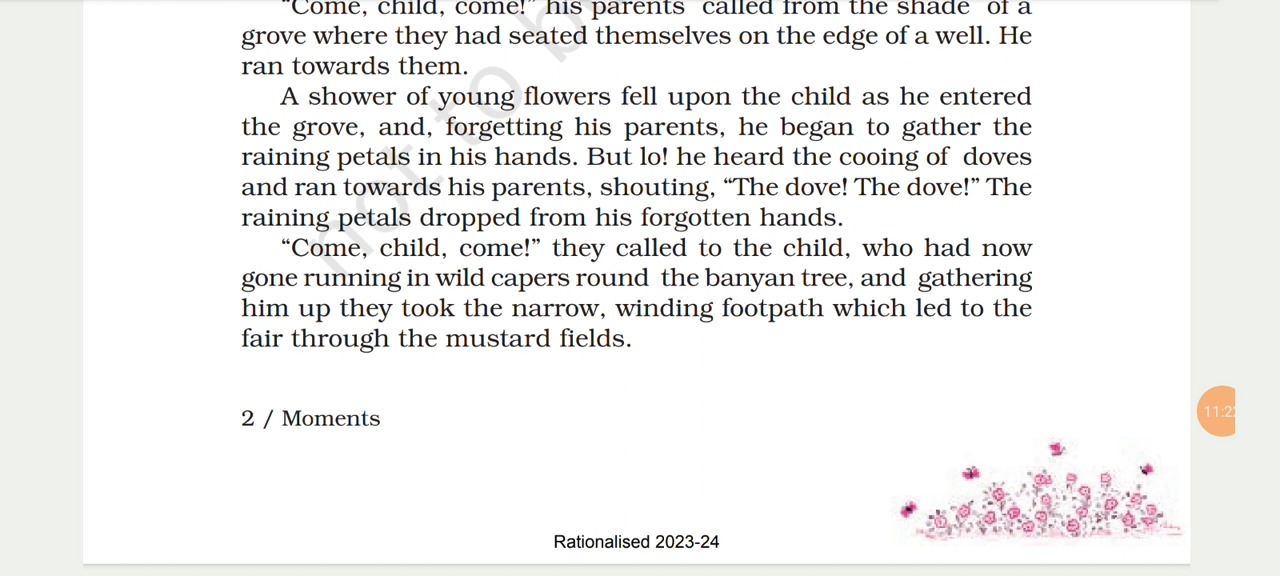 “Come, child, come!” his parents called from the shade of a
grove where they had seated themselves on the edge of a well. He
ran towards them.
A shower of young flowers fell upon the child as he entered
the grove, and, forgetting his parents, he began to gather the
raining petals in his hands. But lo! he heard the cooing of doves
and ran towards his parents, shouting, “The dove! The dove!” The
raining petals dropped from his forgotten hands.
“Come, child, come!” they called to the child, who had now
gone running in wild capers round the banyan tree, and gathering
him up they took the narrow, winding footpath which led to the
fair through the mustard fields.
not to b
2 / Moments
11:22
Rationalised 2023-24